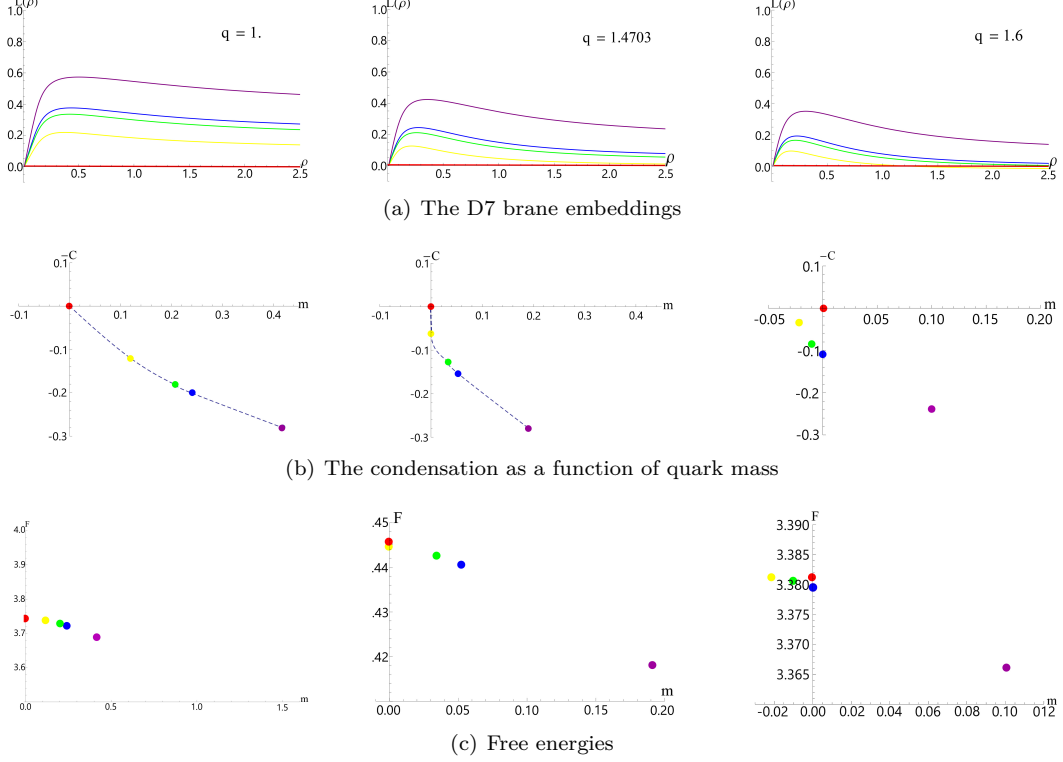 L(ρ) L(ρ) L(ρ)
1.0 1.0 1.0
q = 1. q = 1.4703 q = 1.6
0.8 0.8 0.8
0.6 0.6 0.6
0.4 0.4 0.4
0.2 0.2 0.2
0.0 ρ 0.0 ρ 0.0 ρ
0.5 1.0 1.5 2.0 2.5 0.5 1.0 1.5 2.0 2.5 0.5 1.0 1.5 2.0 2.5
(a) The D7 brane embeddings
−C −C −C
0.1 0.1 0.1
m m m
-0.1 0.1 0.2 0.3 0.4 -0.1 0.1 0.2 0.3 0.4 -0.05 0.05 0.10 0.15 0.20
-0.1 -0.1 -0.1
-0.2 -0.2 -0.2
-0.3 -0.3 -0.3
(b) The condensation as a function of quark mass
F F F
4.0 .45 3.390
3.9 .44 3.385
3.8 .43 3.380
3.7 .42 3.375
3.6 3.370
3.365
m m m
0.0 0.5 1.0 1.5 0.00 0.05 0.10 0.15 0.20 -0.02 0.00 0.02 0.04 0.06 0.08 0.10 0.12
(c) Free energies